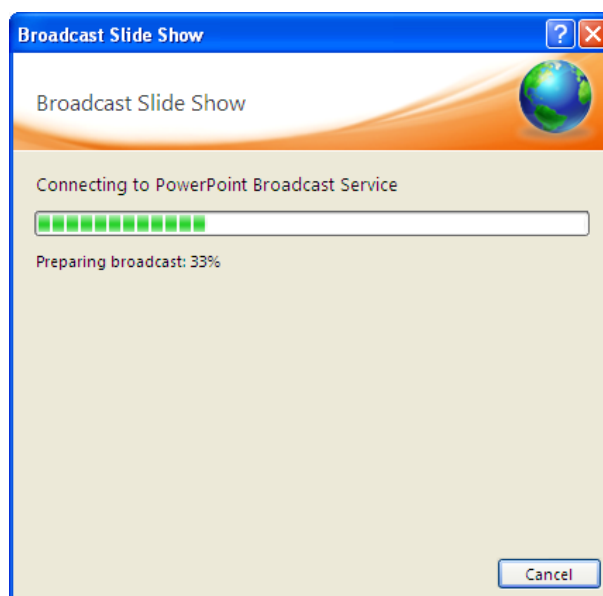 Broadcast Slide Show
Broadcast Slide Show
Connecting to PowerPoint Broadcast Service
Preparing broadcast: 33%
Cancel